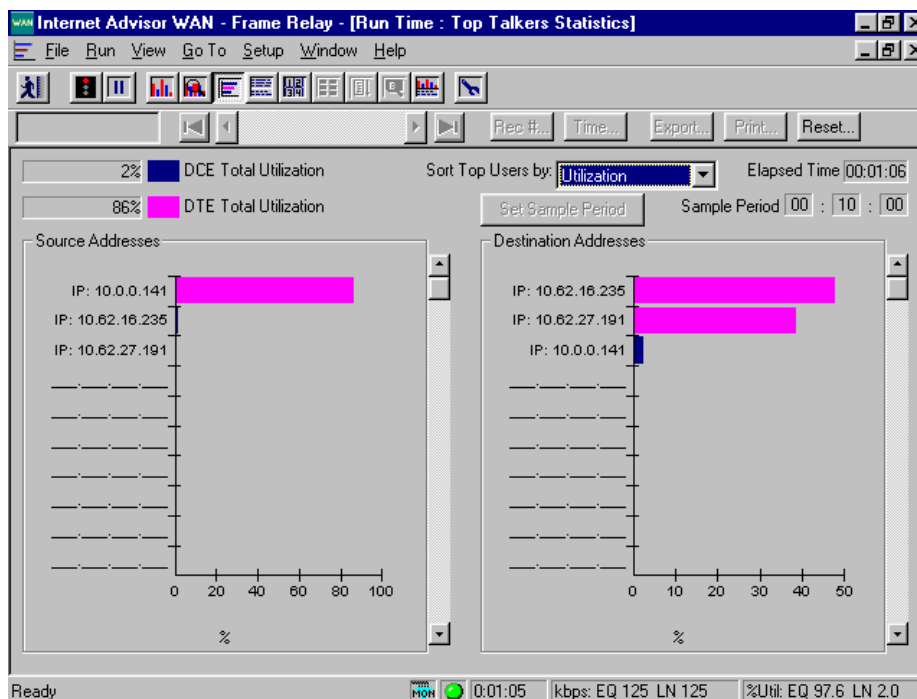 WAN Internet Advisor WAN - Frame Relay - [Run Time : Top Talkers Statistics]
File Run View Go To Setup Window Help
Rec #... Time... Export... Print... Reset...
2% DCE Total Utilization
Sort Top Users by: Utilization
Elapsed Time 00:01:06
86% DTE Total Utilization
Set Sample Period
Sample Period 00 : 10 : 00
Source Addresses
IP: 10.0.0.141
IP: 10.62.16.235
IP: 10.62.27.191
0 20 40 60 80 100
%
Destination Addresses
IP: 10.62.16.235
IP: 10.62.27.191
IP: 10.0.0.141
0 10 20 30 40 50
%
Ready
MON
0:01:05
kbps: EQ 125 LN 125
%Util: EQ 97.6 LN 2.0